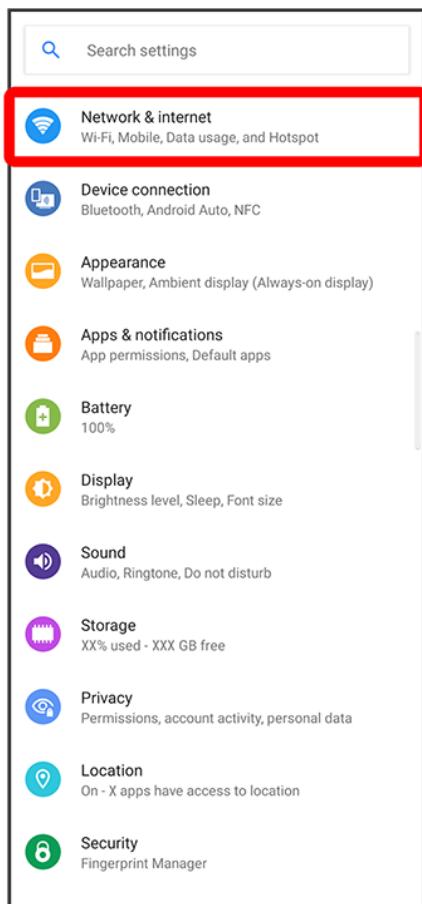 Search settings
Network & internet
Wi-Fi, Mobile, Data usage, and Hotspot
Device connection
Bluetooth, Android Auto, NFC
Appearance
Wallpaper, Ambient display (Always-on display)
Apps & notifications
App permissions, Default apps
Battery
100%
Display
Brightness level, Sleep, Font size
Sound
Audio, Ringtone, Do not disturb
Storage
XX% used - XXX GB free
Privacy
Permissions, account activity, personal data
Location
On - X apps have access to location
Security
Fingerprint Manager